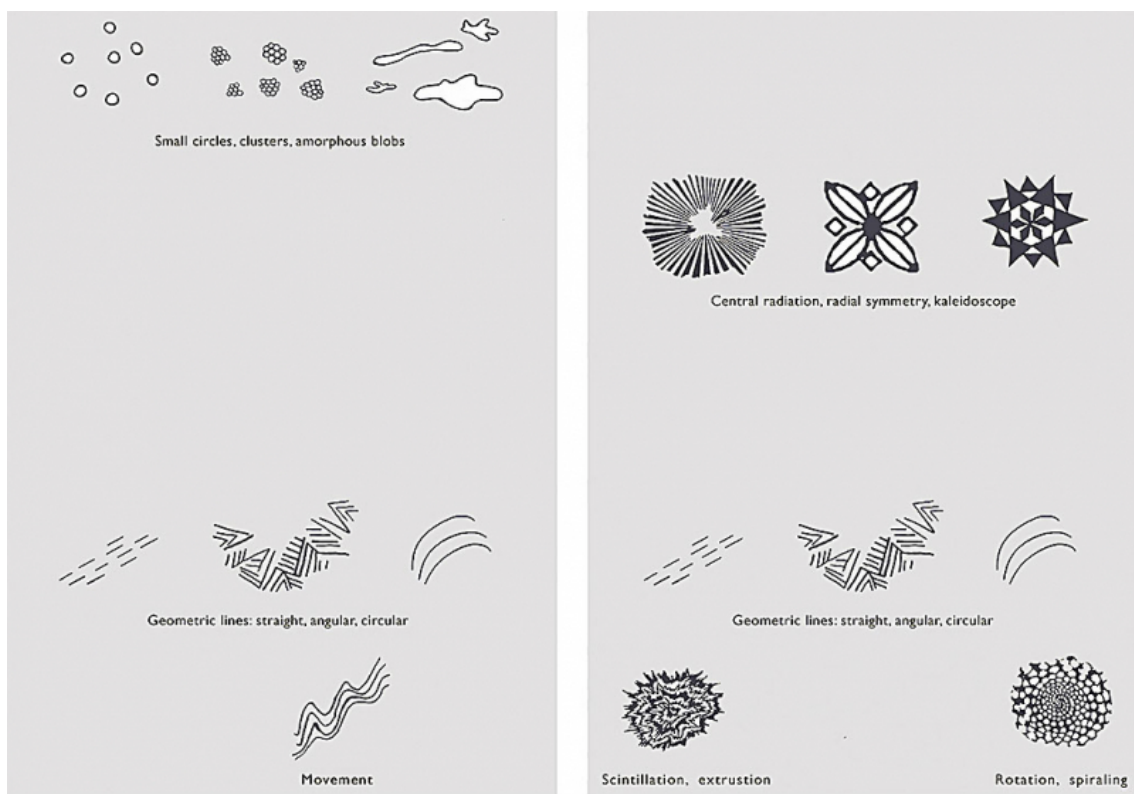 Small circles, clusters, amorphous blobs
Geometric lines: straight, angular, circular
Movement
Central radiation, radial symmetry, kaleidoscope
Geometric lines: straight, angular, circular
Scintillation, extrustion
Rotation, spiraling